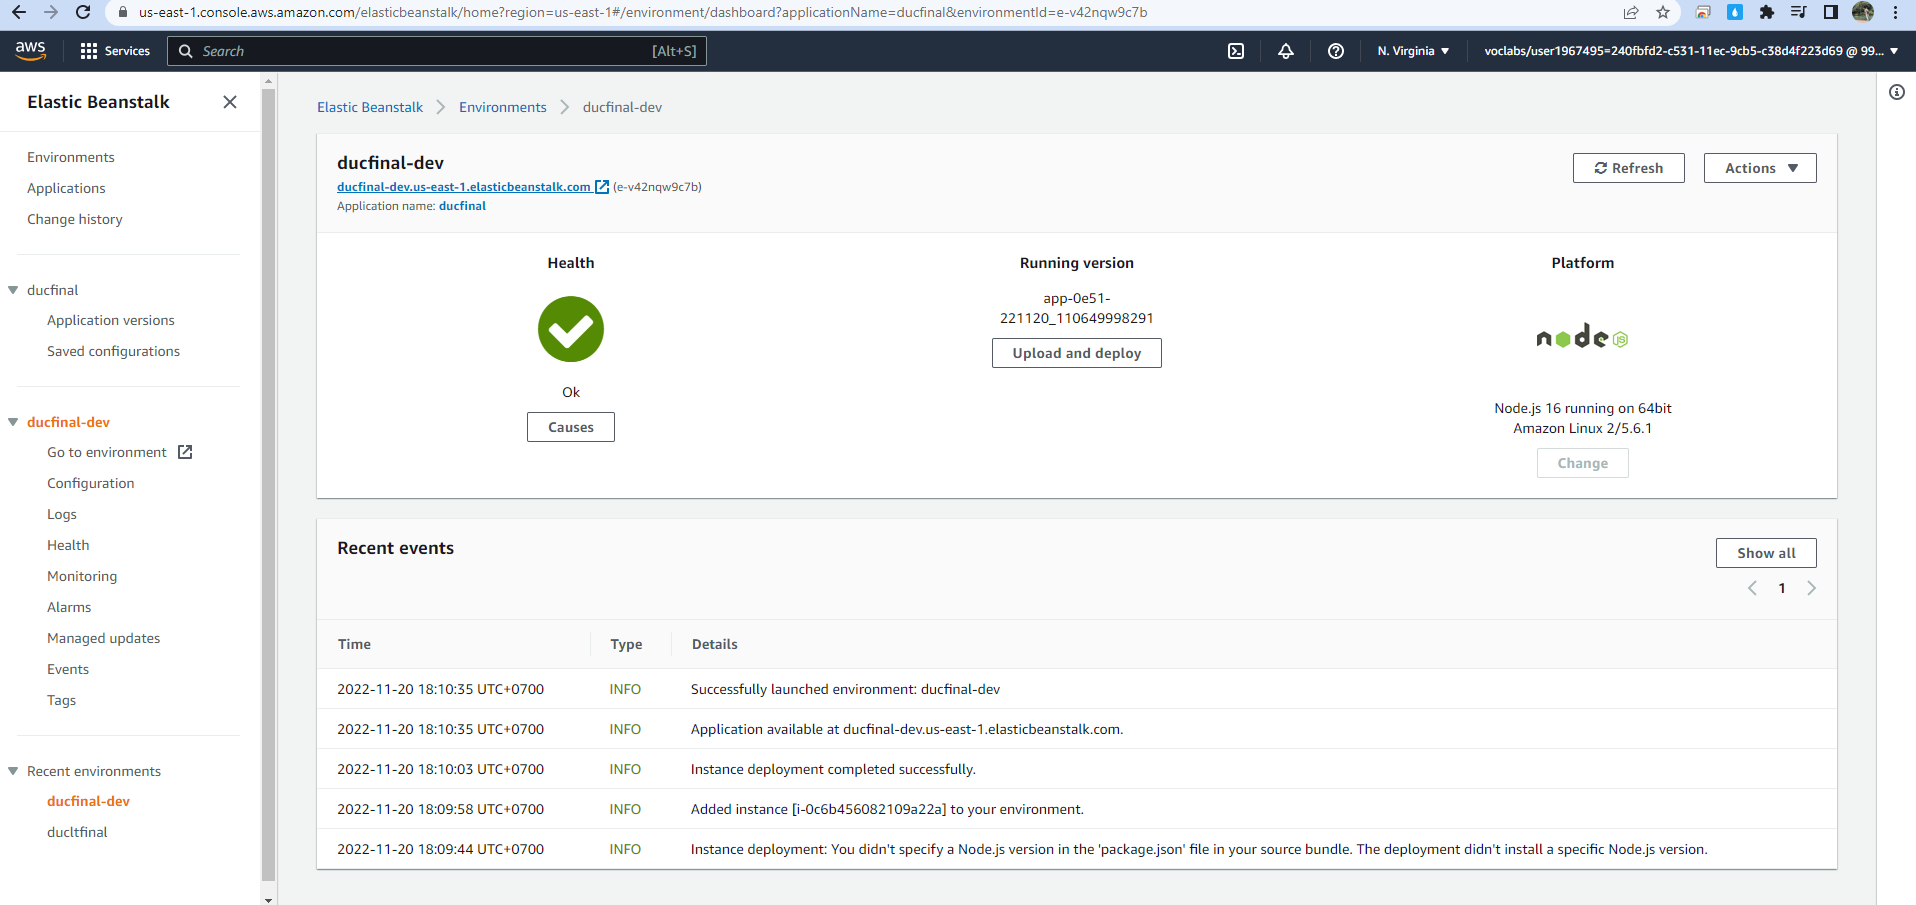 us-east-1.console.aws.amazon.com/elasticbeanstalk/home?region=us-east-1#/environment/dashboard?applicationName=ducfinal&environmentId=e-v42nqw9c7b
aws
Services
Search
[Alt+S]
N. Virginia
voclabs/user1967495=240fbfd2-c531-11ec-9cb5-c38d4f223d69 @ 99...
Elastic Beanstalk
Environments
Applications
Change history
ducfinal
Application versions
Saved configurations
ducfinal-dev
Go to environment
Configuration
Logs
Health
Monitoring
Alarms
Managed updates
Events
Tags
Recent environments
ducfinal-dev
ducltfinal
Elastic Beanstalk
Environments
ducfinal-dev
ducfinal-dev
ducfinal-dev.us-east-1.elasticbeanstalk.com (e-v42nqw9c7b)
Application name: ducfinal
Refresh
Actions
Health
Ok
Causes
Running version
app-0e51-
221120_110649998291
Upload and deploy
Platform
node JS
Node.js 16 running on 64bit
Amazon Linux 2/5.6.1
Change
Recent events
Show all
1
Time Type Details
2022-11-20 18:10:35 UTC+0700 INFO Successfully launched environment: ducfinal-dev
2022-11-20 18:10:35 UTC+0700 INFO Application available at ducfinal-dev.us-east-1.elasticbeanstalk.com.
2022-11-20 18:10:03 UTC+0700 INFO Instance deployment completed successfully.
2022-11-20 18:09:58 UTC+0700 INFO Added instance [i-0c6b456082109a22a] to your environment.
2022-11-20 18:09:44 UTC+0700 INFO Instance deployment: You didn't specify a Node.js version in the 'package.json' file in your source bundle. The deployment didn't install a specific Node.js version.